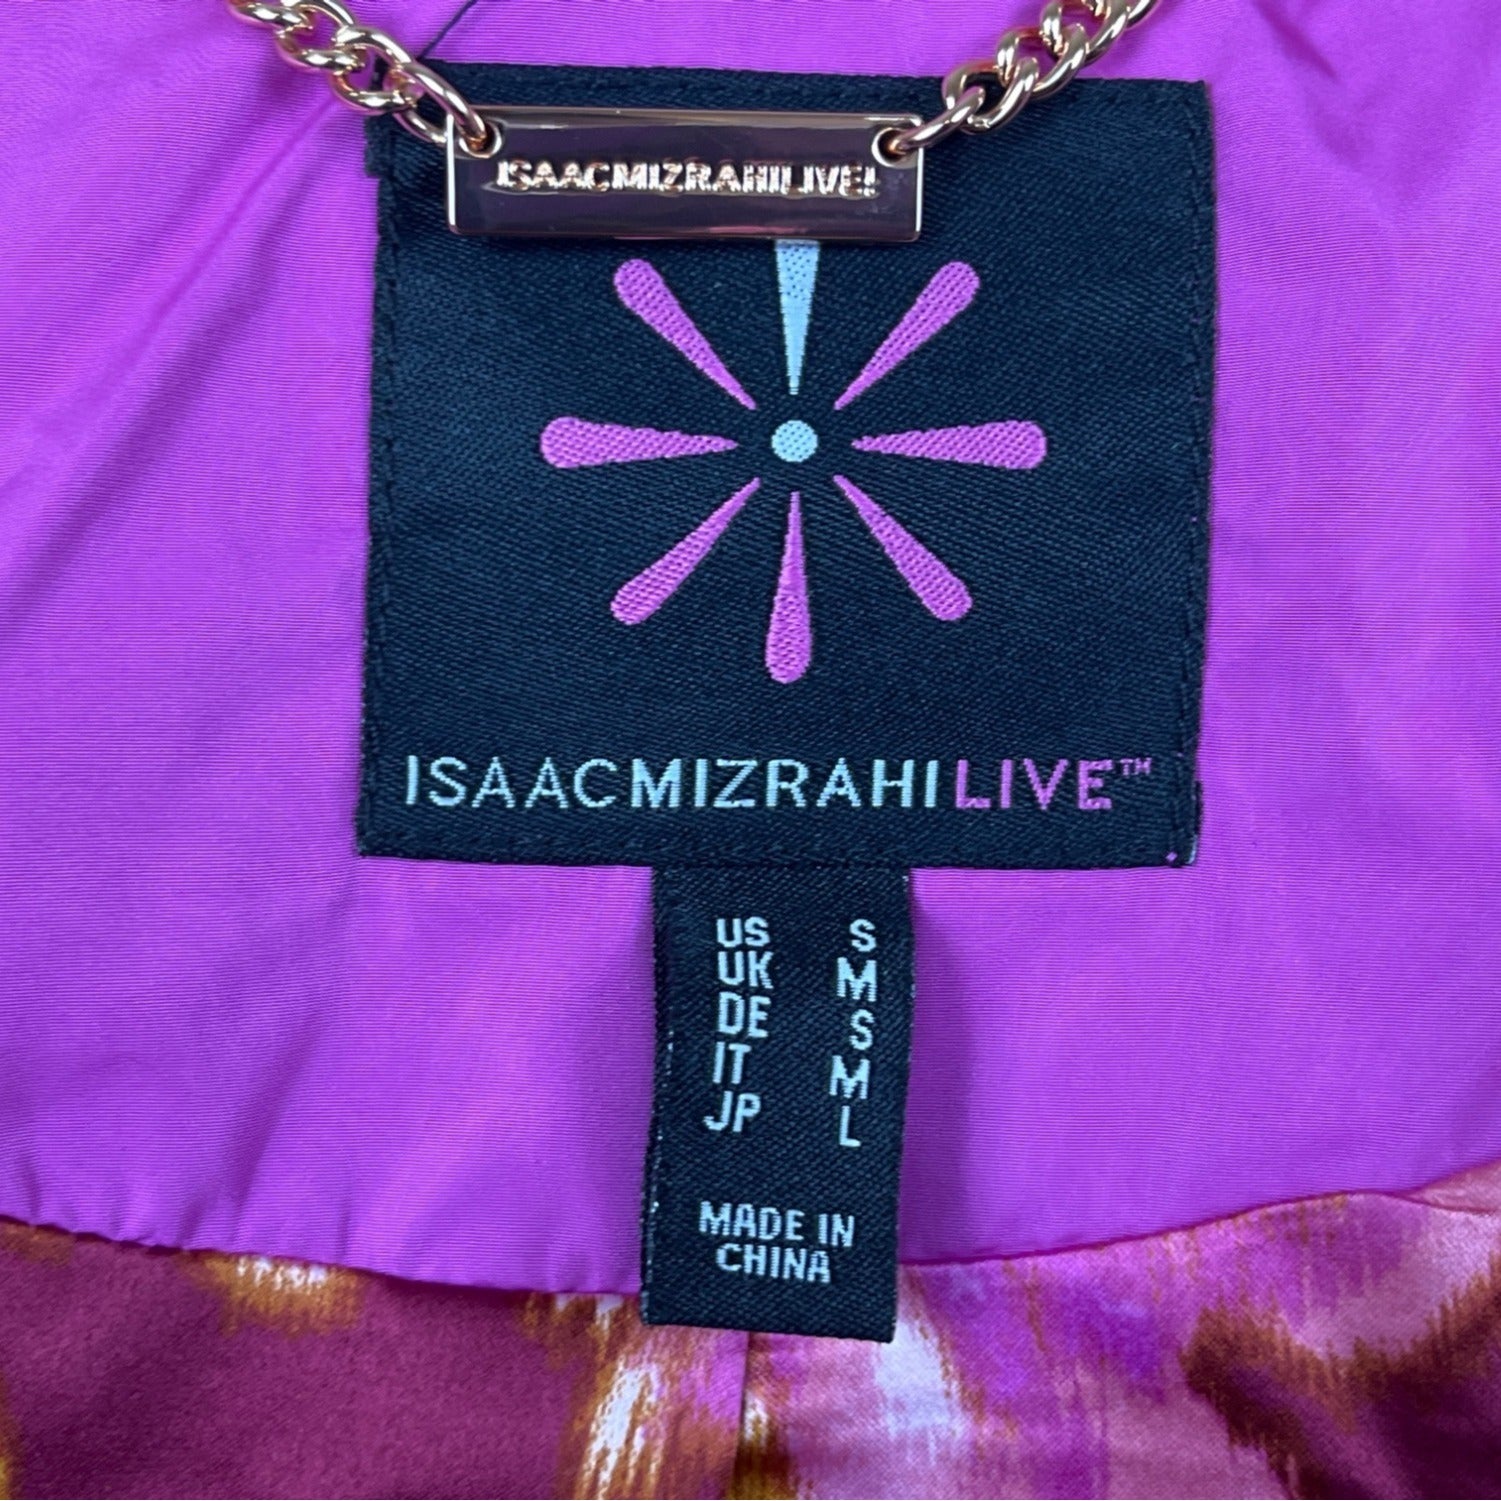 ISAACMIZRAHILIVE!
ISAACMIZRAHILIVE™
US S
UK M
DE S
IT M
JP L
MADE IN
CHINA